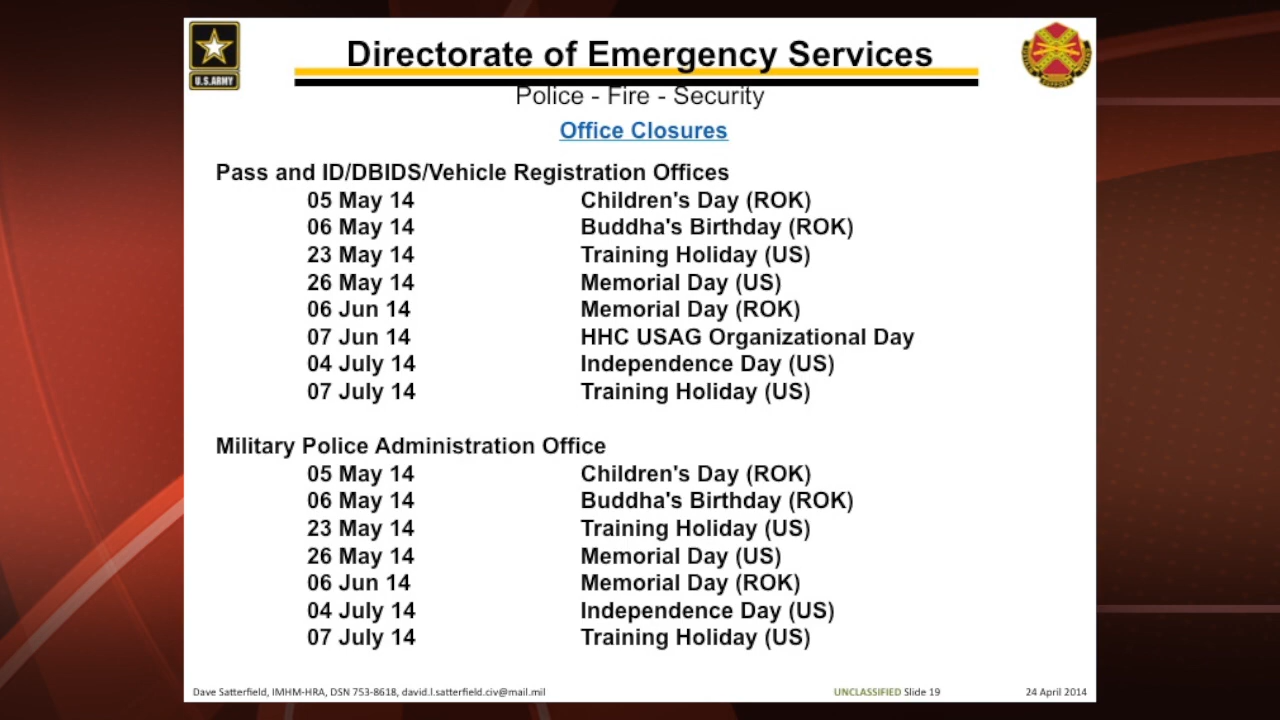 U.S.ARMY
Directorate of Emergency Services
Police - Fire - Security
Office Closures
Pass and ID/DBIDS/Vehicle Registration Offices
05 May 14 Children's Day (ROK)
06 May 14 Buddha's Birthday (ROK)
23 May 14 Training Holiday (US)
26 May 14 Memorial Day (US)
06 Jun 14 Memorial Day (ROK)
07 Jun 14 HHC USAG Organizational Day
04 July 14 Independence Day (US)
07 July 14 Training Holiday (US)
Military Police Administration Office
05 May 14 Children's Day (ROK)
06 May 14 Buddha's Birthday (ROK)
23 May 14 Training Holiday (US)
26 May 14 Memorial Day (US)
06 Jun 14 Memorial Day (ROK)
04 July 14 Independence Day (US)
07 July 14 Training Holiday (US)
Dave Satterfield, IMHM-HRA, DSN 753-8618, david.l.satterfield.civ@mail.mil UNCLASSIFIED Slide 19 24 April 2014